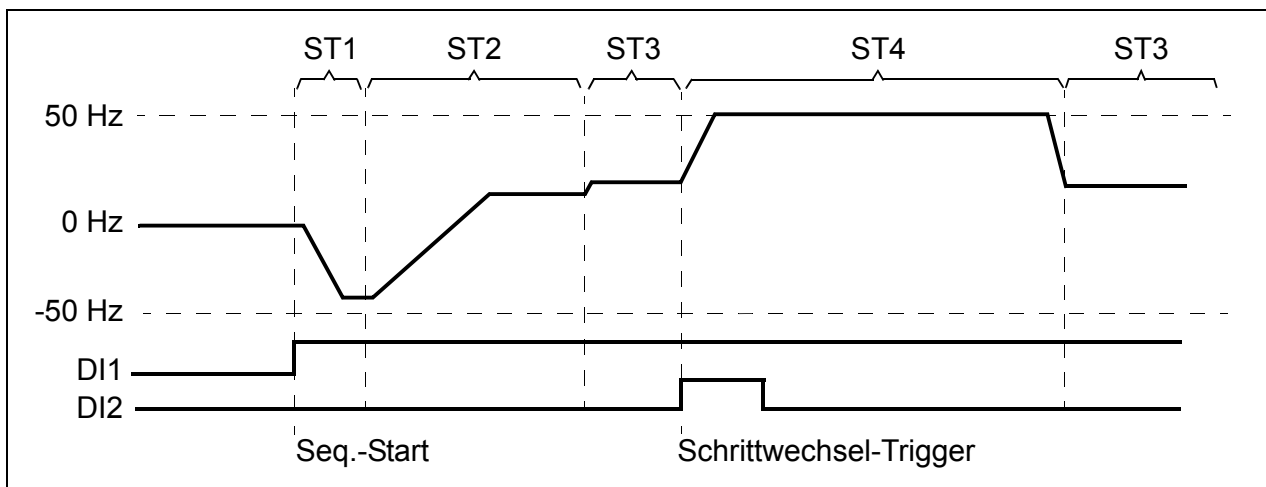 ST1 ST2 ST3 ST4 ST3
50 Hz
0 Hz
-50 Hz
DI1
DI2
Seq.-Start Schrittwechsel-Trigger